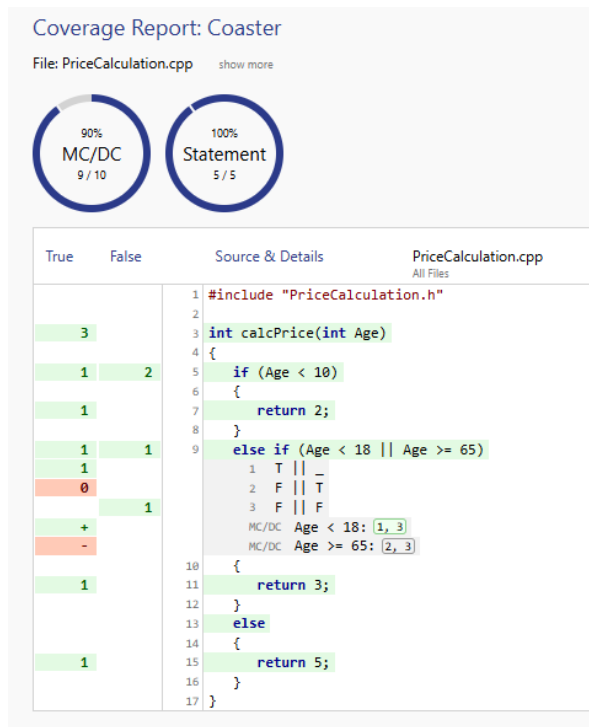 Coverage Report: Coaster
File: PriceCalculation.cpp show more
90%
MC/DC
9 / 10
100%
Statement
5 / 5
True False Source & Details PriceCalculation.cpp
All Files
1 #include "PriceCalculation.h"
2
3 3 int calcPrice(int Age)
4 {
1 2 5 if (Age < 10)
6 {
1 7 return 2;
8 }
1 1 9 else if (Age < 18 || Age >= 65)
1 1 T || _
0 2 F || T
1 3 F || F
+ MC/DC Age < 18: 1, 3
- MC/DC Age >= 65: 2, 3
10 {
1 11 return 3;
12 }
13 else
14 {
1 15 return 5;
16 }
17 }